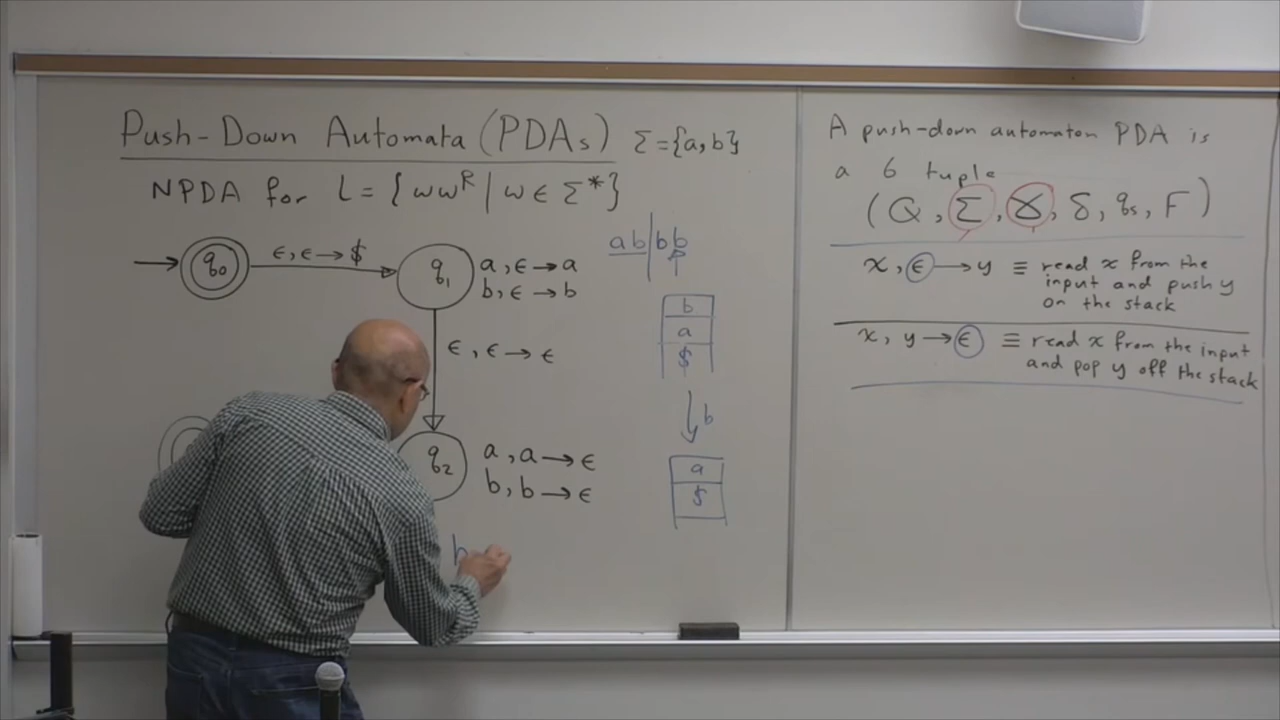 Push-Down Automata (PDAs) Σ={a,b}
NPDA for L = { ww^R | w ∈ Σ* }
q0
ϵ, ϵ → $
q1
a, ϵ → a
b, ϵ → b
ϵ, ϵ → ϵ
q2
a, a → ϵ
b, b → ϵ
b
ab|bb
b
a
$
b
a
$
A push-down automaton PDA is
a 6 tuple
(Q, Σ, Ɣ, δ, qs, F)
x, ϵ → y ≡ read x from the
input and push y
on the stack
x, y → ϵ ≡ read x from the input
and pop y off the stack